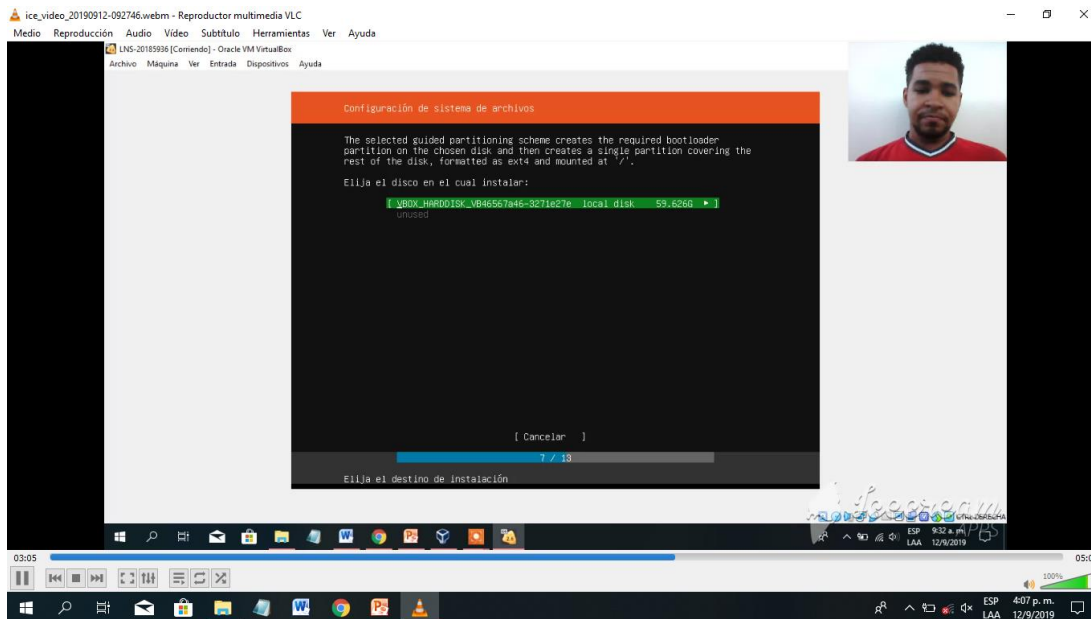 ice_video_20190912-092746.webm - Reproductor multimedia VLC
Medio Reproducción Audio Vídeo Subtítulo Herramientas Ver Ayuda
LNS-20185936 [Corriendo] - Oracle VM VirtualBox
Archivo Máquina Ver Entrada Dispositivos Ayuda
Configuración de sistema de archivos
The selected guided partitioning scheme creates the required bootloader
partition on the chosen disk and then creates a single partition covering the
rest of the disk, formatted as ext4 and mounted at '/'.
Elija el disco en el cual instalar:
[ VBOX_HARDDISK_VB46567a46-3271e27e local disk 59.626G ► ]
unused
[ Cancelar ]
7 / 13
Elija el destino de instalación
Icecream
APPS
CTRL DERECHA
ESP 9:32 a. m.
LAA 12/9/2019
03:05
100%
ESP 4:07 p. m.
LAA 12/9/2019